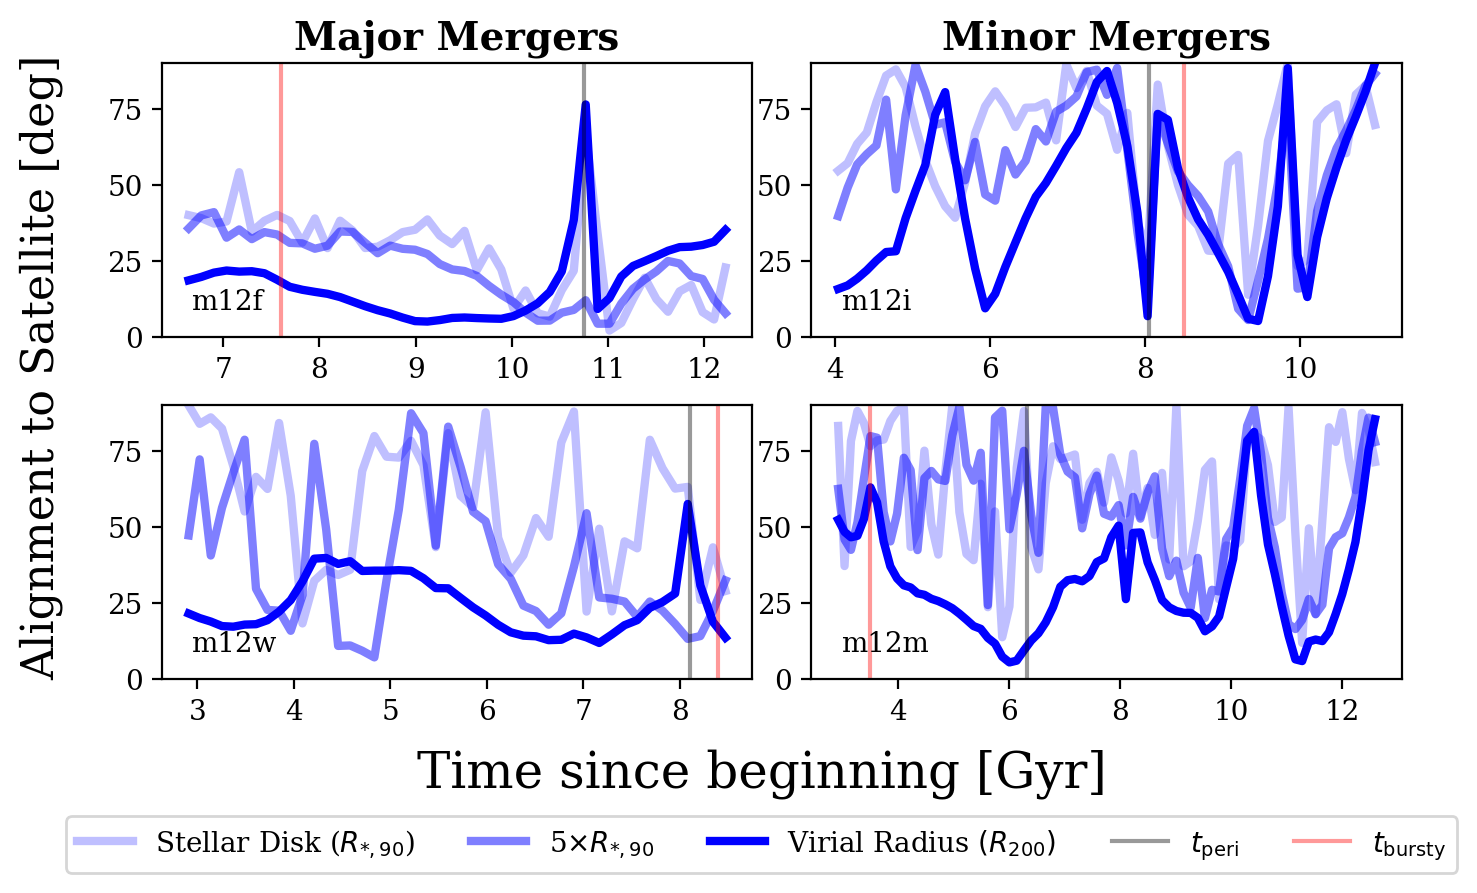 Major Mergers
Minor Mergers
Alignment to Satellite [deg]
75
50
25
0
m12f
7 8 9 10 11 12
75
50
25
0
m12i
4 6 8 10
75
50
25
0
m12w
3 4 5 6 7 8
75
50
25
0
m12m
4 6 8 10 12
Time since beginning [Gyr]
Stellar Disk (R*,90) 5×R*,90 Virial Radius (R200) tperi tbursty